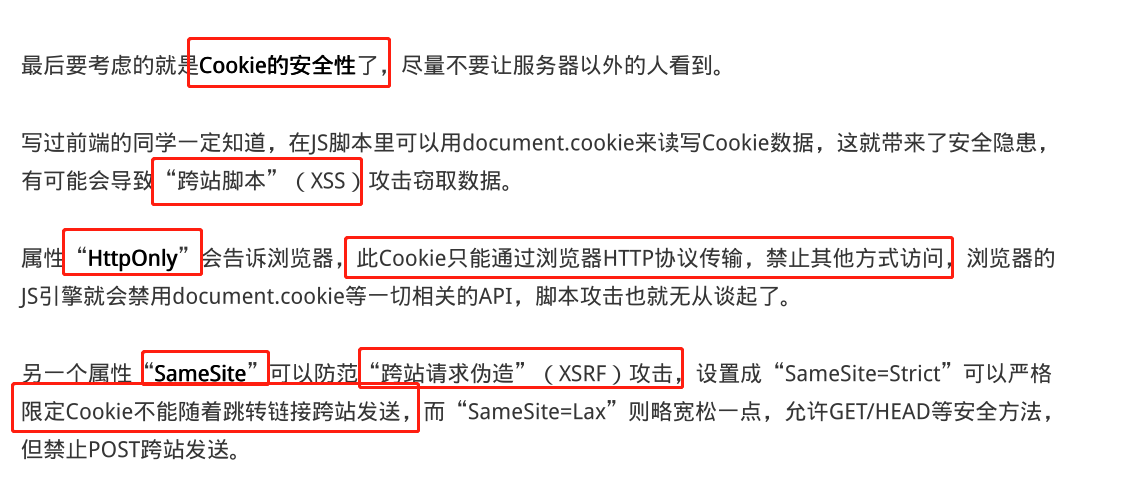 最后要考虑的就是Cookie的安全性了，尽量不要让服务器以外的人看到。
写过前端的同学一定知道，在JS脚本里可以用document.cookie来读写Cookie数据，这就带来了安全隐患，
有可能会导致“跨站脚本”（XSS）攻击窃取数据。
属性“HttpOnly”会告诉浏览器，此Cookie只能通过浏览器HTTP协议传输，禁止其他方式访问，浏览器的
JS引擎就会禁用document.cookie等一切相关的API，脚本攻击也就无从谈起了。
另一个属性“SameSite”可以防范“跨站请求伪造”（XSRF）攻击，设置成“SameSite=Strict”可以严格
限定Cookie不能随着跳转链接跨站发送，而“SameSite=Lax”则略宽松一点，允许GET/HEAD等安全方法，
但禁止POST跨站发送。